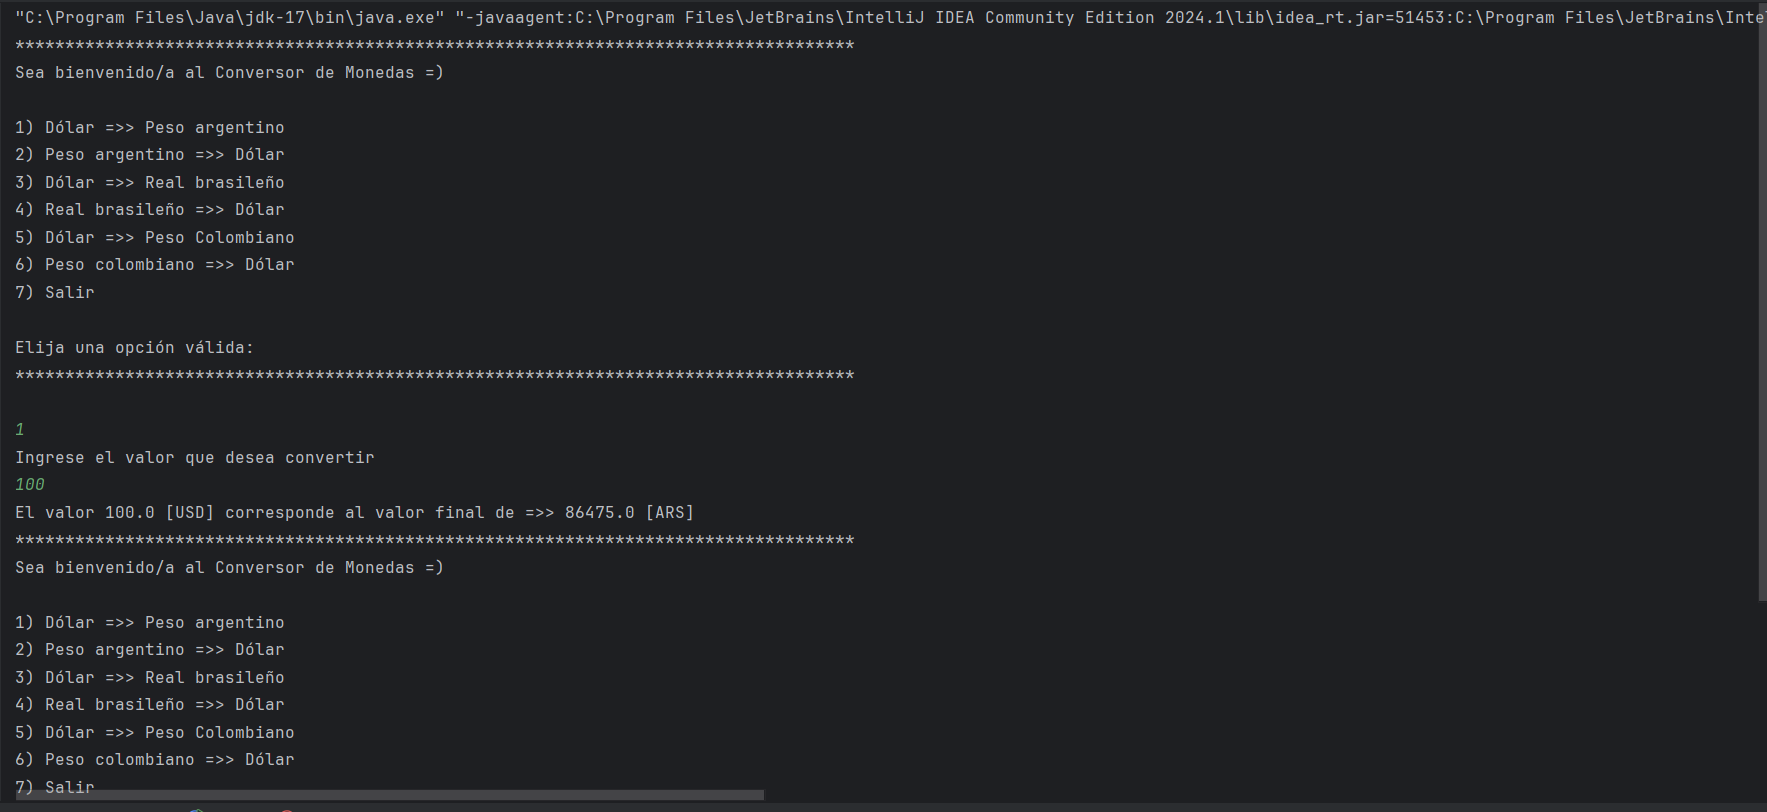 "C:\Program Files\Java\jdk-17\bin\java.exe" "-javaagent:C:\Program Files\JetBrains\IntelliJ IDEA Community Edition 2024.1\lib\idea_rt.jar=51453:C:\Program Files\JetBrains\Inte
************************************************************************************
Sea bienvenido/a al Conversor de Monedas =)
1) Dólar =>> Peso argentino
2) Peso argentino =>> Dólar
3) Dólar =>> Real brasileño
4) Real brasileño =>> Dólar
5) Dólar =>> Peso Colombiano
6) Peso colombiano =>> Dólar
7) Salir
Elija una opción válida:
************************************************************************************
1
Ingrese el valor que desea convertir
100
El valor 100.0 [USD] corresponde al valor final de =>> 86475.0 [ARS]
************************************************************************************
Sea bienvenido/a al Conversor de Monedas =)
1) Dólar =>> Peso argentino
2) Peso argentino =>> Dólar
3) Dólar =>> Real brasileño
4) Real brasileño =>> Dólar
5) Dólar =>> Peso Colombiano
6) Peso colombiano =>> Dólar
7) Salir